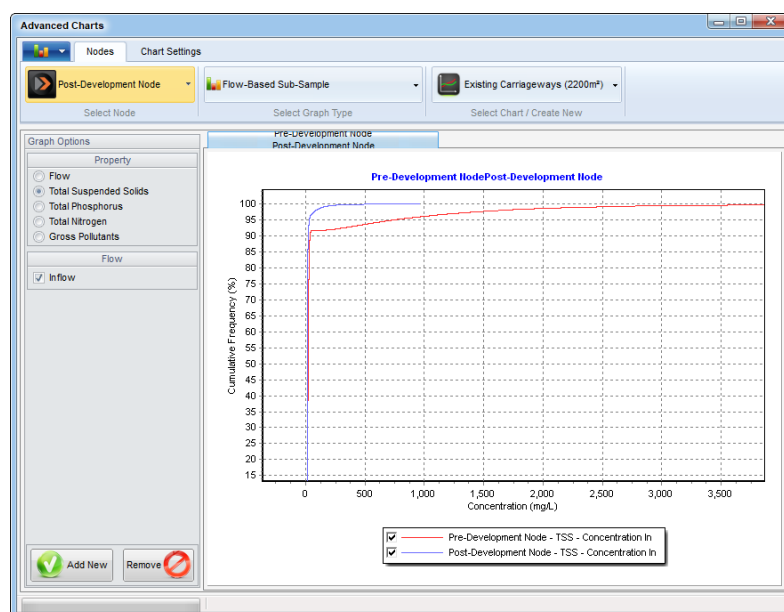 Advanced Charts
Nodes Chart Settings
Post-Development Node Flow-Based Sub-Sample Existing Carriageways (2200m²)
Select Node Select Graph Type Select Chart / Create New
Graph Options
Property
Flow
Total Suspended Solids
Total Phosphorus
Total Nitrogen
Gross Pollutants
Flow
Inflow
Add New Remove
Pre-Development Node
Post-Development Node
Pre-Development NodePost-Development Node
Cumulative Frequency (%)
100
95
90
85
80
75
70
65
60
55
50
45
40
35
30
25
20
15
0 500 1,000 1,500 2,000 2,500 3,000 3,500
Concentration (mg/L)
Pre-Development Node - TSS - Concentration In
Post-Development Node - TSS - Concentration In